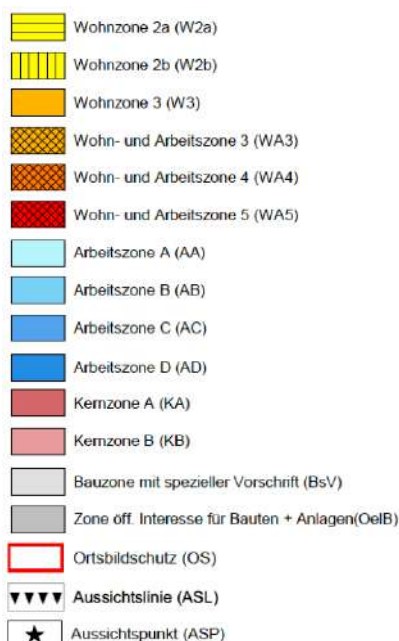 Wohnzone 2a (W2a)
Wohnzone 2b (W2b)
Wohnzone 3 (W3)
Wohn- und Arbeitszone 3 (WA3)
Wohn- und Arbeitszone 4 (WA4)
Wohn- und Arbeitszone 5 (WA5)
Arbeitszone A (AA)
Arbeitszone B (AB)
Arbeitszone C (AC)
Arbeitszone D (AD)
Kernzone A (KA)
Kernzone B (KB)
Bauzone mit spezieller Vorschrift (BsV)
Zone öff. Interesse für Bauten + Anlagen(OelB)
Ortsbildschutz (OS)
Aussichtslinie (ASL)
Aussichtspunkt (ASP)